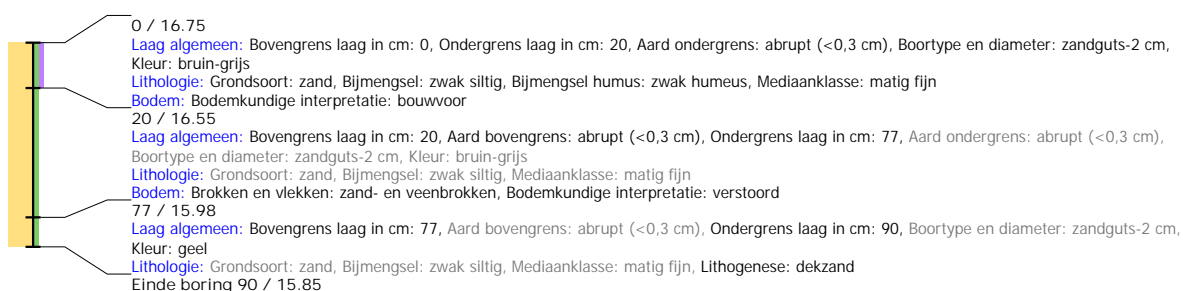 0 / 16.75
Laag algemeen: Bovengrens laag in cm: 0, Ondergrens laag in cm: 20, Aard ondergrens: abrupt (<0,3 cm), Boortype en diameter: zandguts-2 cm,
Kleur: bruin-grijs
Lithologie: Grondsoort: zand, Bijmengsel: zwak siltig, Bijmengsel humus: zwak humeus, Mediaanklasse: matig fijn
Bodem: Bodemkundige interpretatie: bouwvoor
20 / 16.55
Laag algemeen: Bovengrens laag in cm: 20, Aard bovengrens: abrupt (<0,3 cm), Ondergrens laag in cm: 77, Aard ondergrens: abrupt (<0,3 cm),
Boortype en diameter: zandguts-2 cm, Kleur: bruin-grijs
Lithologie: Grondsoort: zand, Bijmengsel: zwak siltig, Mediaanklasse: matig fijn
Bodem: Brokken en vlekken: zand- en veenbrokken, Bodemkundige interpretatie: verstoord
77 / 15.98
Laag algemeen: Bovengrens laag in cm: 77, Aard bovengrens: abrupt (<0,3 cm), Ondergrens laag in cm: 90, Boortype en diameter: zandguts-2 cm,
Kleur: geel
Lithologie: Grondsoort: zand, Bijmengsel: zwak siltig, Mediaanklasse: matig fijn, Lithogenese: dekzand
Einde boring 90 / 15.85